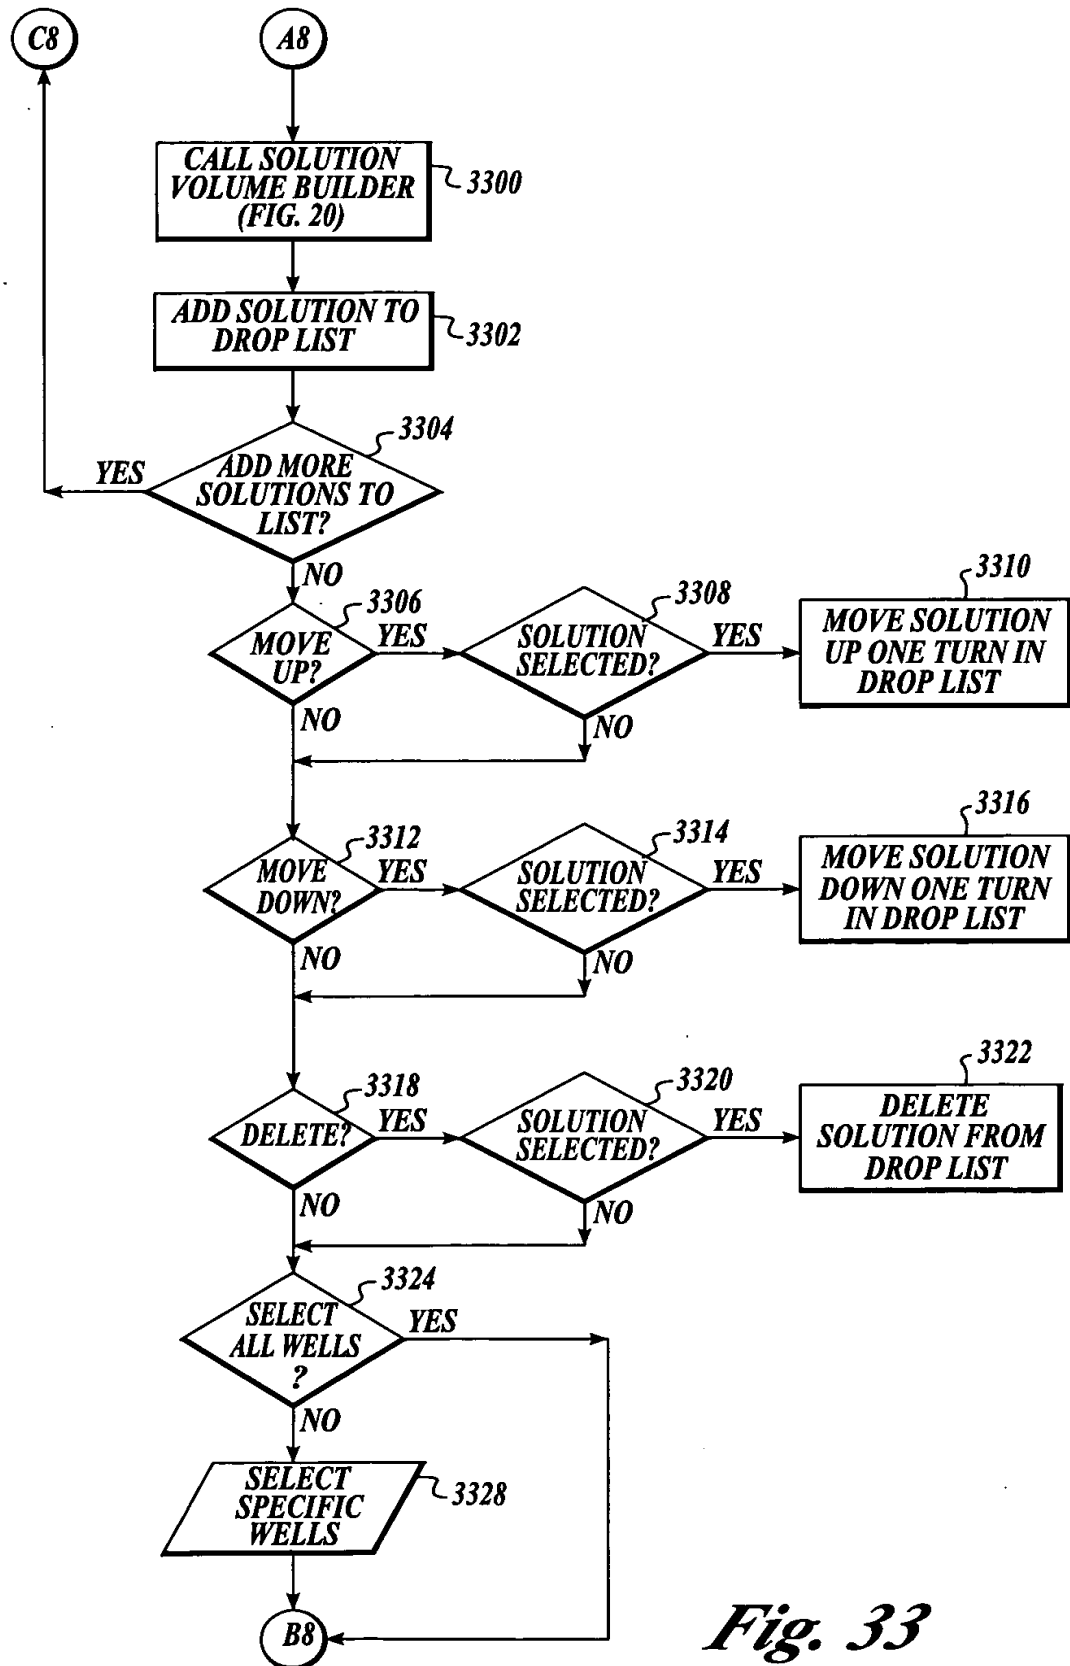 C8
A8
CALL SOLUTION
VOLUME BUILDER
(FIG. 20)
3300
ADD SOLUTION TO
DROP LIST
3302
3304
YES
ADD MORE
SOLUTIONS TO
LIST?
NO
3306
MOVE
UP?
YES
3308
SOLUTION
SELECTED?
YES
3310
MOVE SOLUTION
UP ONE TURN IN
DROP LIST
NO
NO
3312
MOVE
DOWN?
YES
3314
SOLUTION
SELECTED?
YES
3316
MOVE SOLUTION
DOWN ONE TURN
IN DROP LIST
NO
NO
3318
DELETE?
YES
3320
SOLUTION
SELECTED?
YES
3322
DELETE
SOLUTION FROM
DROP LIST
NO
NO
3324
SELECT
ALL WELLS
?
YES
NO
SELECT
SPECIFIC
WELLS
3328
B8
Fig. 33